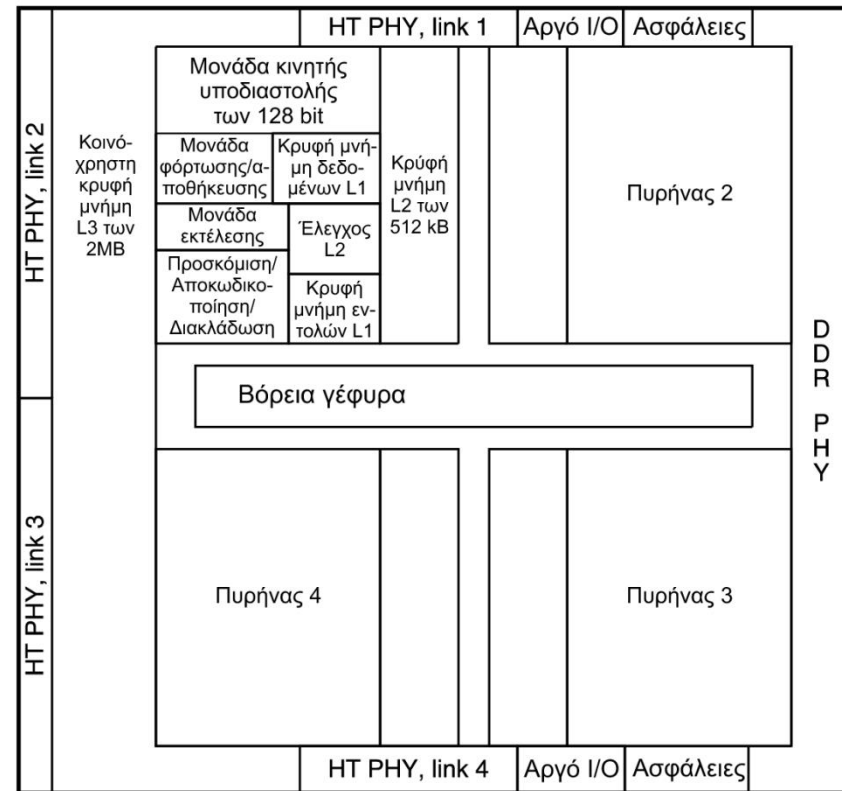 HT PHY, link 1
Αργό I/O
Ασφάλειες
HT PHY, link 2
Κοινό-
χρηστη
κρυφή
μνήμη
L3 των
2MB
Μονάδα κινητής
υποδιαστολής
των 128 bit
Μονάδα
φόρτωσης/α-
ποθήκευσης
Κρυφή μνή-
μη δεδο-
μένων L1
Μονάδα
εκτέλεσης
Έλεγχος
L2
Προσκόμιση/
Αποκωδικο-
ποίηση/
Διακλάδωση
Κρυφή
μνήμη εν-
τολών L1
Κρύφή
μνήμη
L2 των
512 kB
Πυρήνας 2
Βόρεια γέφυρα
DDR PHY
HT PHY, link 3
Πυρήνας 4
Πυρήνας 3
HT PHY, link 4
Αργό I/O
Ασφάλειες